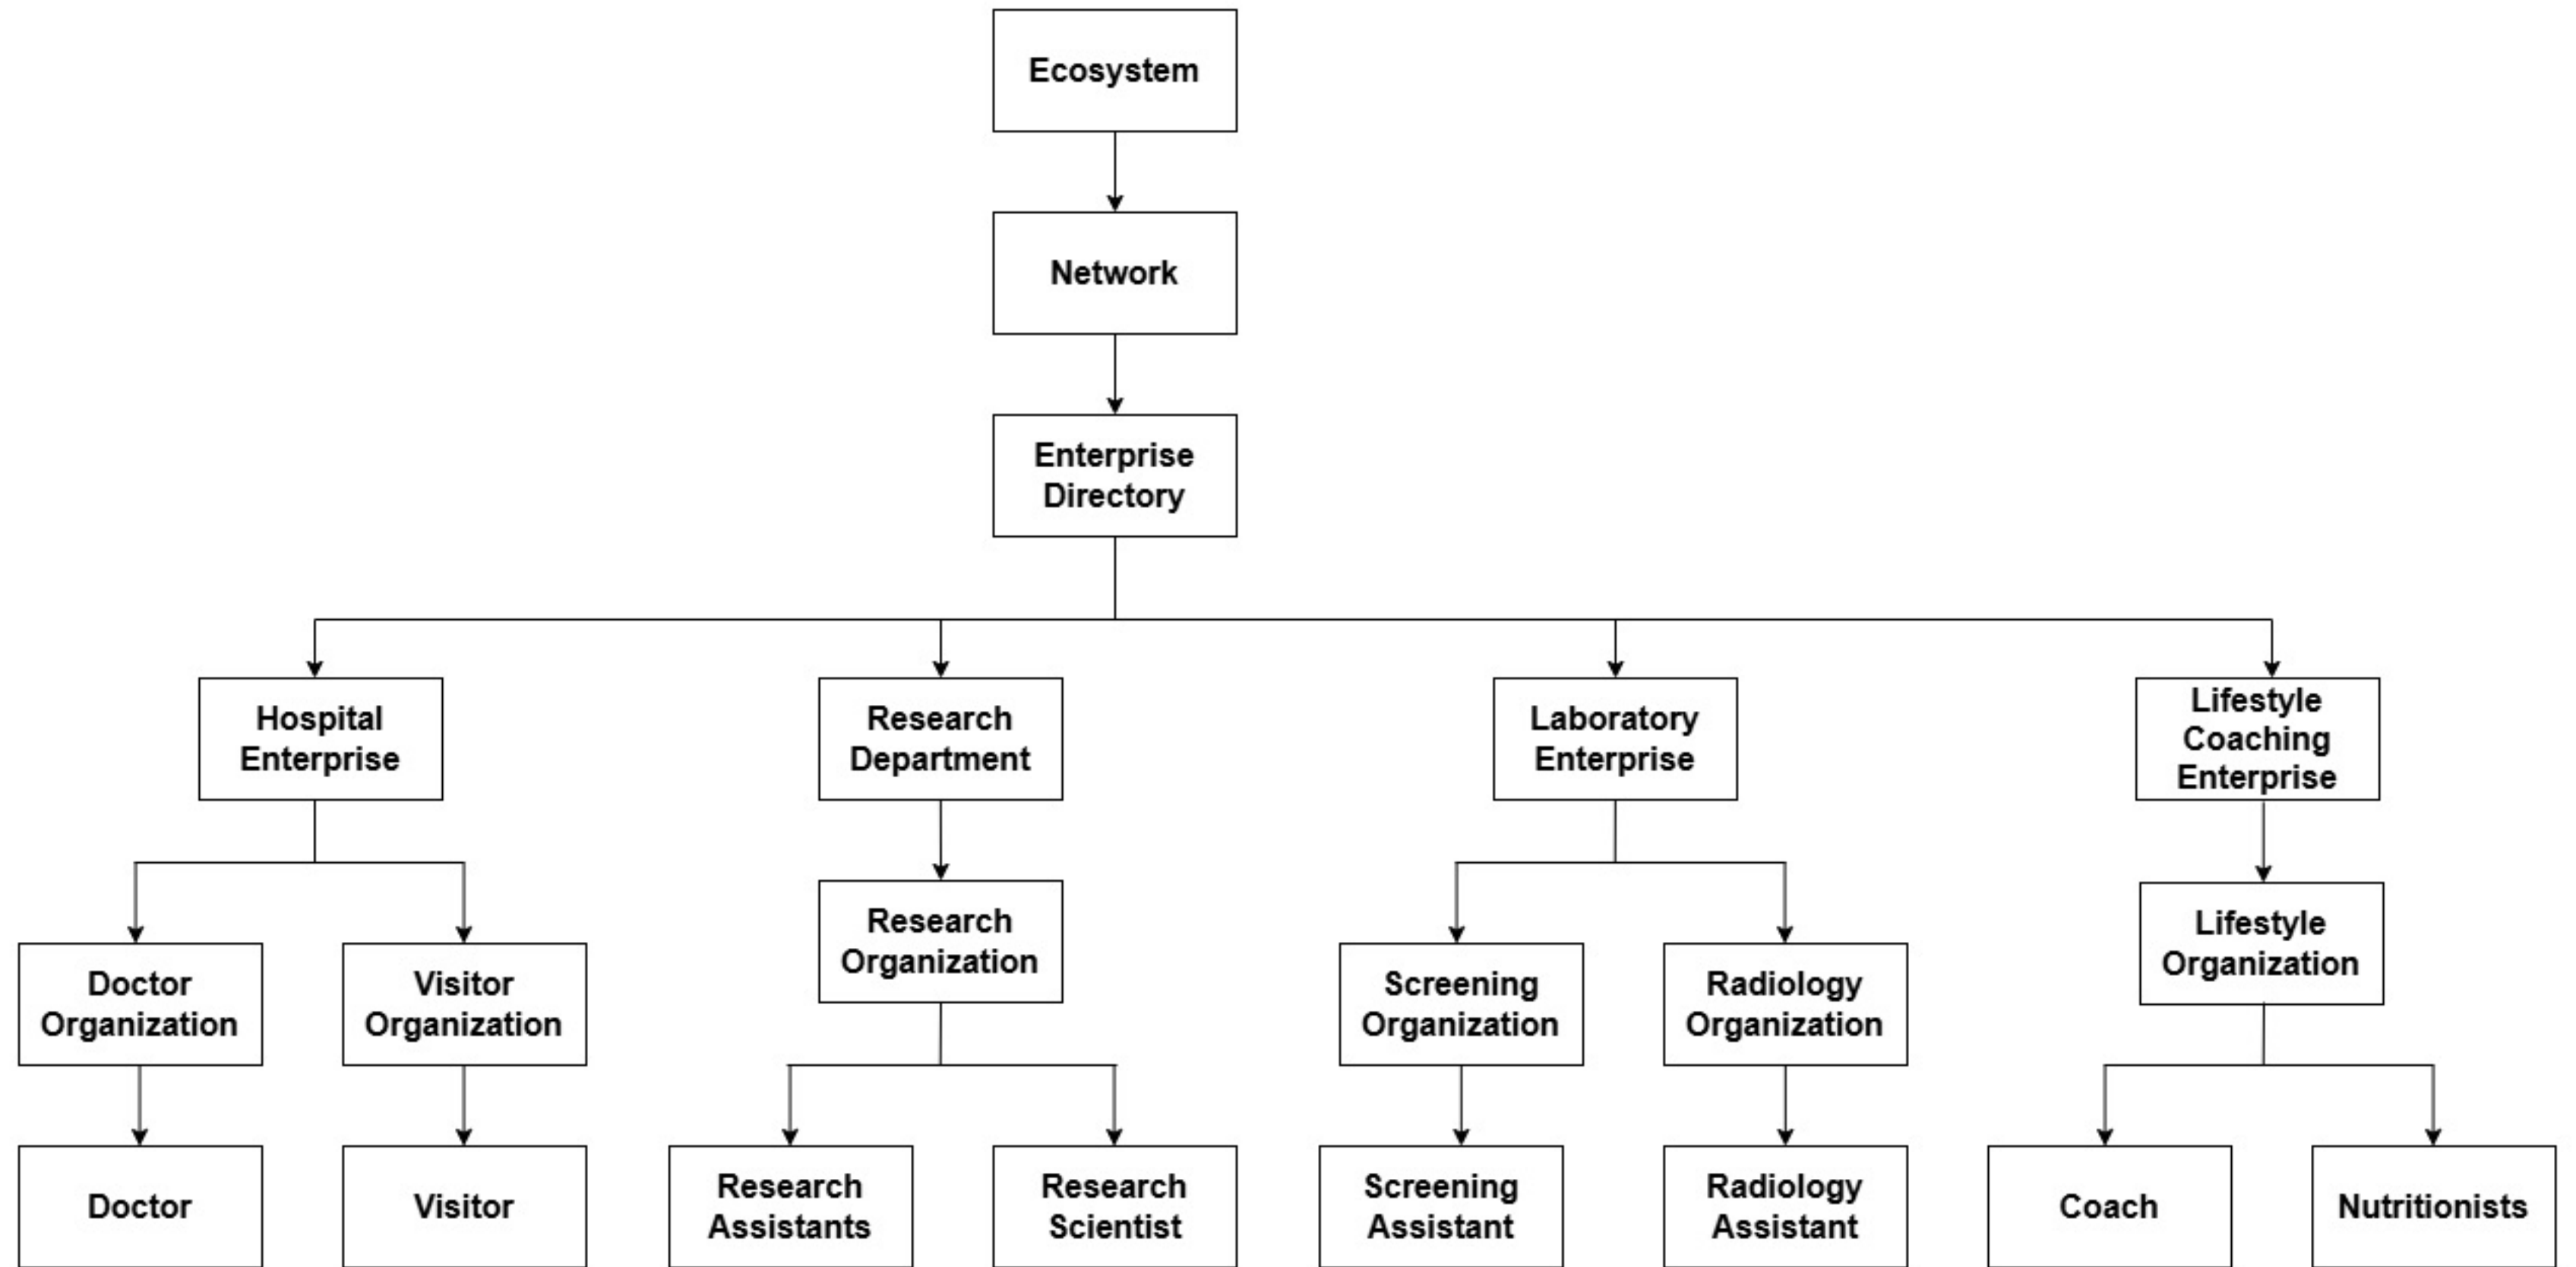 Ecosystem
Network
Enterprise
Directory
Hospital
Enterprise
Research
Department
Laboratory
Enterprise
Lifestyle
Coaching
Enterprise
Doctor
Organization
Visitor
Organization
Research
Organization
Screening
Organization
Radiology
Organization
Lifestyle
Organization
Doctor
Visitor
Research
Assistants
Research
Scientist
Screening
Assistant
Radiology
Assistant
Coach
Nutritionists